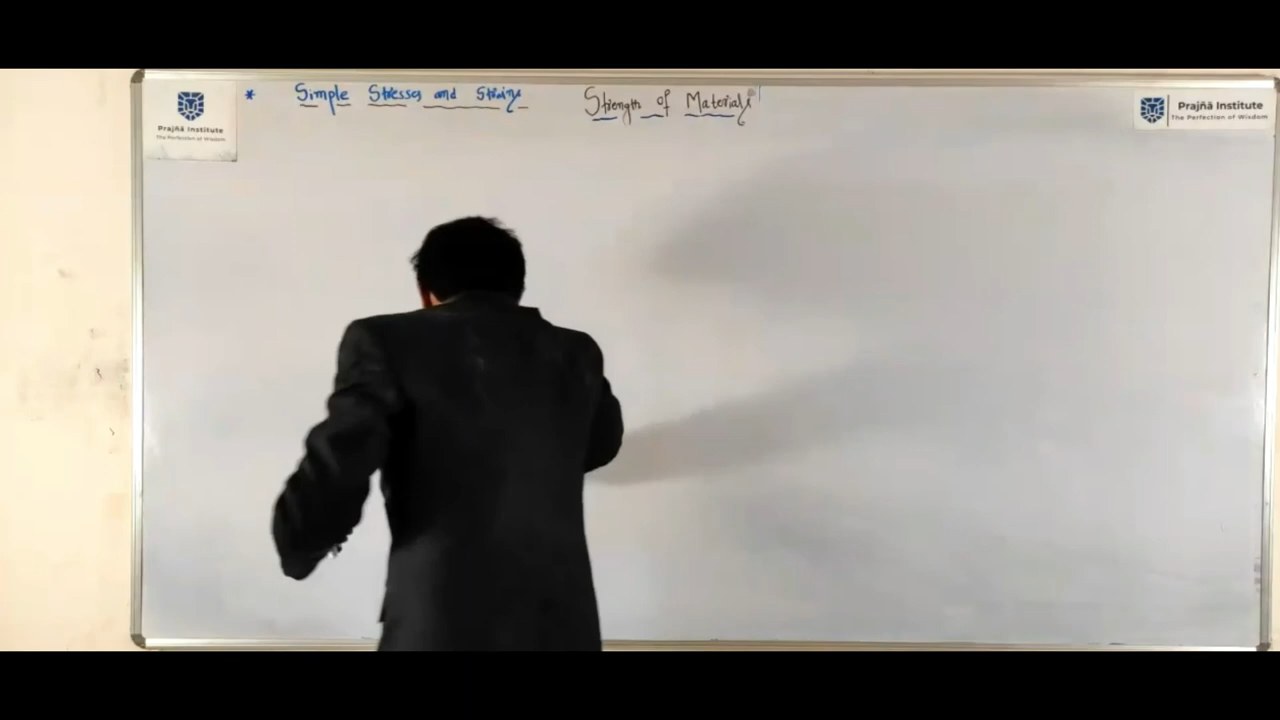 * Simple Stresses and Strains
Strength of Materials
Prajñā Institute
The Perfection of Wisdom
Prajñā Institute
The Perfection of Wisdom